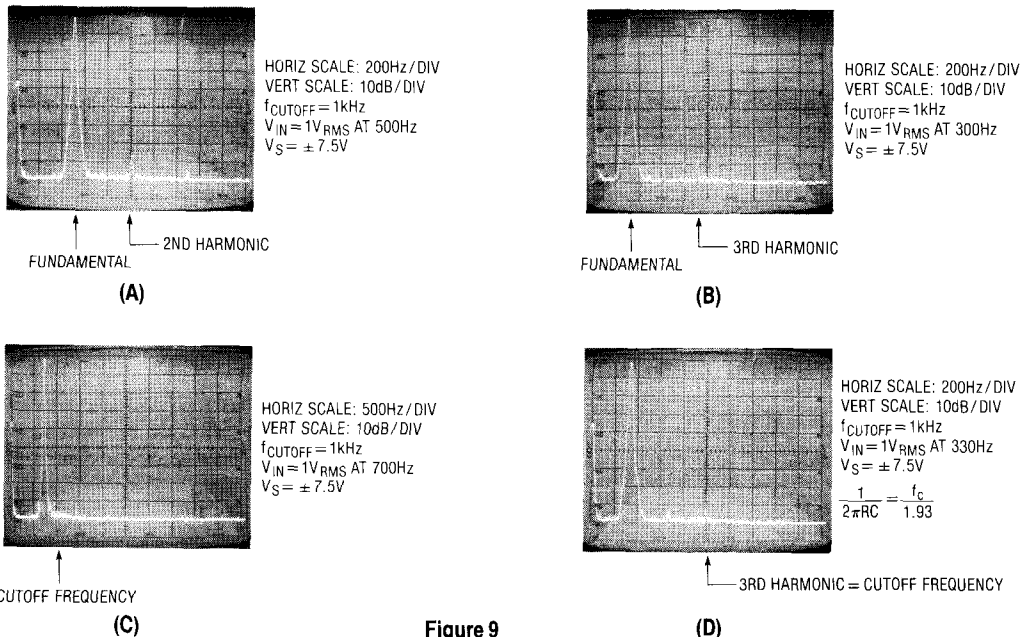 HORIZ SCALE: 200Hz/DIV
VERT SCALE: 10dB/DIV
fCUTOFF=1kHz
VIN=1VRMS AT 500Hz
VS=±7.5V
FUNDAMENTAL
2ND HARMONIC
(A)
HORIZ SCALE: 200Hz/DIV
VERT SCALE: 10dB/DIV
fCUTOFF=1kHz
VIN=1VRMS AT 300Hz
VS=±7.5V
FUNDAMENTAL
3RD HARMONIC
(B)
HORIZ SCALE: 500Hz/DIV
VERT SCALE: 10dB/DIV
fCUTOFF=1kHz
VIN=1VRMS AT 700Hz
VS=±7.5V
CUTOFF FREQUENCY
(C)
HORIZ SCALE: 200Hz/DIV
VERT SCALE: 10dB/DIV
fCUTOFF=1kHz
VIN=1VRMS AT 330Hz
VS=±7.5V
1/2πRC = fC/1.93
3RD HARMONIC=CUTOFF FREQUENCY
(D)
Figure 9